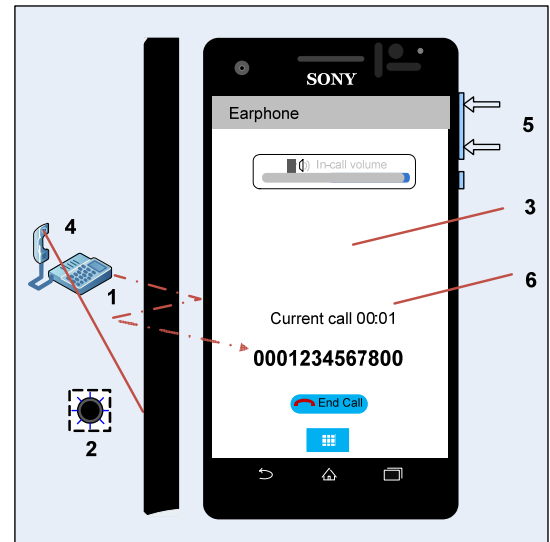 SONY
Earphone
In-call volume
5
3
4
6
1
Current call 00:01
0001234567800
End Call
2